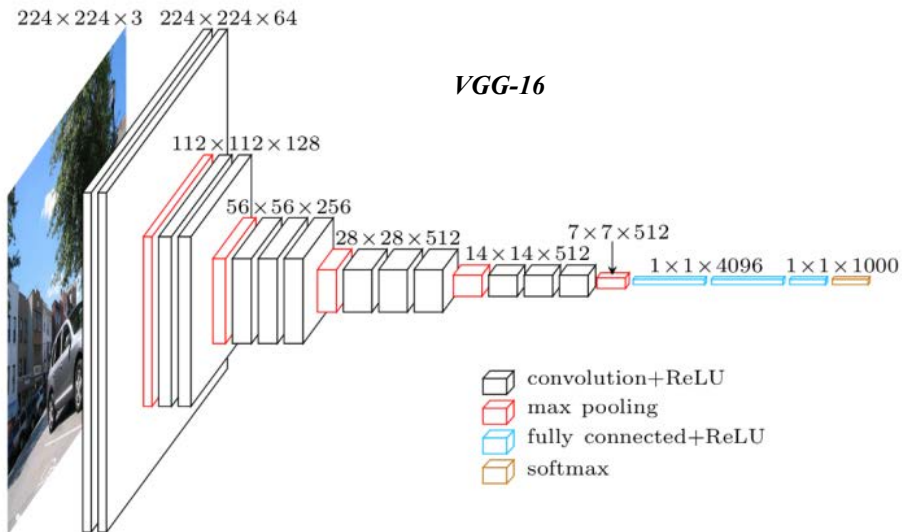 224×224×3
224×224×64
VGG-16
112×112×128
56×56×256
28×28×512
14×14×512
7×7×512
1×1×4096
1×1×1000
convolution+ReLU
max pooling
fully connected+ReLU
softmax